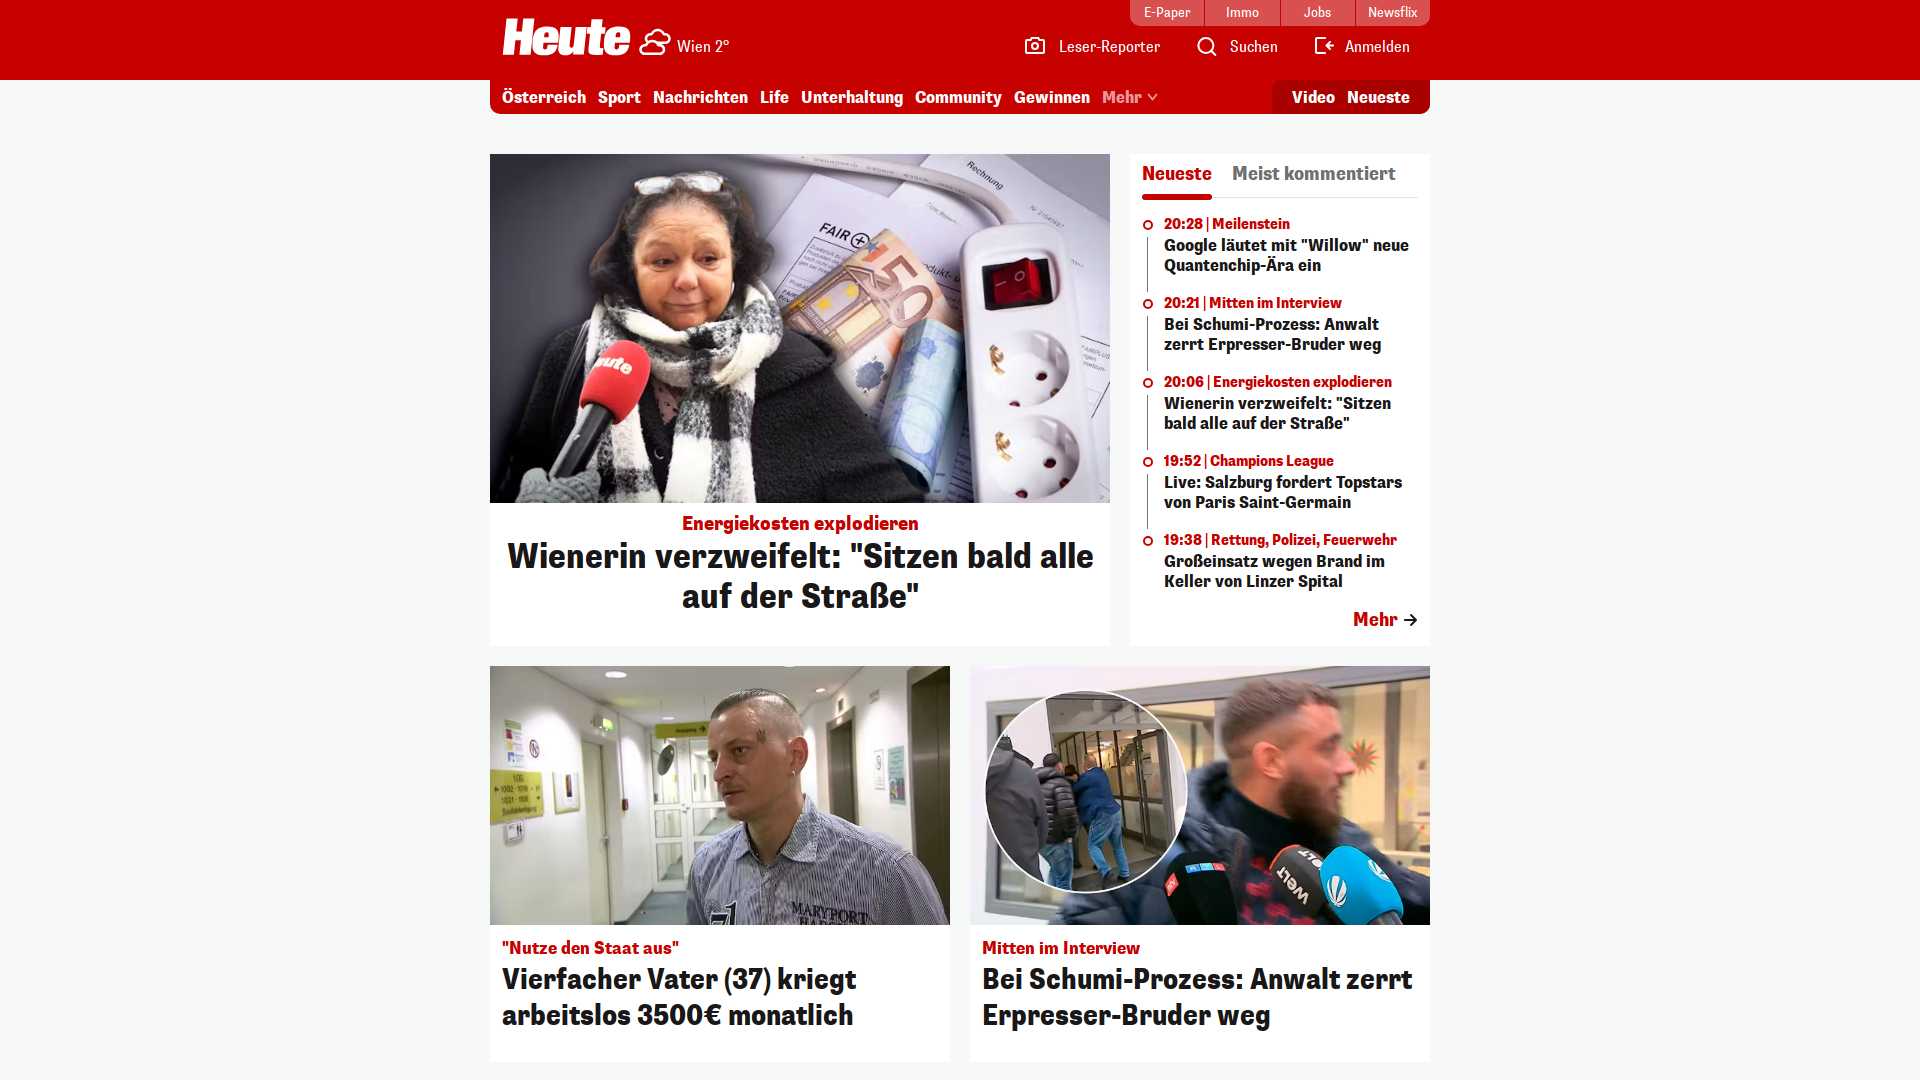 E-Paper
Immo
Jobs
Newsflix
Heute
Wien 2°
Leser-Reporter
Suchen
Anmelden
Österreich
Sport
Nachrichten
Life
Unterhaltung
Community
Gewinnen
Mehr
Video
Neueste
Rechnung
FAIR+
50
heute
Energiekosten explodieren
Wienerin verzweifelt: "Sitzen bald alle
auf der Straße"
Neueste
Meist kommentiert
20:28 | Meilenstein
Google läutet mit "Willow" neue
Quantenchip-Ära ein
20:21 | Mitten im Interview
Bei Schumi-Prozess: Anwalt
zerrt Erpresser-Bruder weg
20:06 | Energiekosten explodieren
Wienerin verzweifelt: "Sitzen
bald alle auf der Straße"
19:52 | Champions League
Live: Salzburg fordert Topstars
von Paris Saint-Germain
19:38 | Rettung, Polizei, Feuerwehr
Großeinsatz wegen Brand im
Keller von Linzer Spital
Mehr
MARYPORT
"Nutze den Staat aus"
Vierfacher Vater (37) kriegt
arbeitslos 3500€ monatlich
WELT
Mitten im Interview
Bei Schumi-Prozess: Anwalt zerrt
Erpresser-Bruder weg